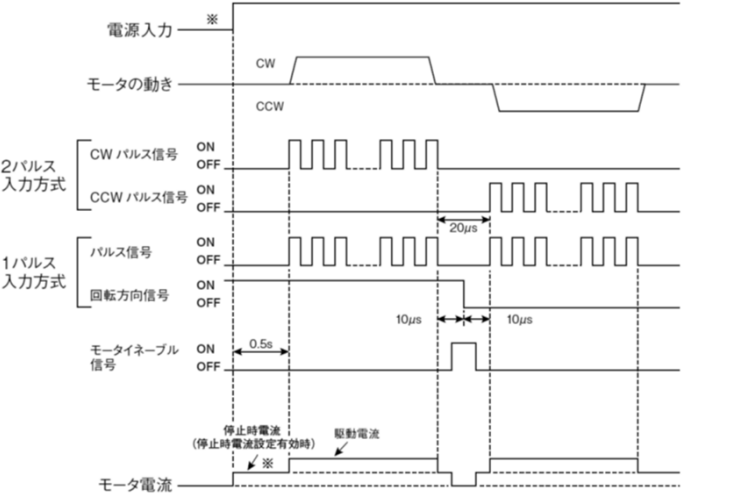 電源入力
※
モータの動き
CW
CCW
2パルス
入力方式
CW パルス信号
ON
OFF
CCW パルス信号
ON
OFF
20μs
1パルス
入力方式
パルス信号
ON
OFF
回転方向信号
ON
OFF
10μs
10μs
モータイネーブル
信号
ON
OFF
0.5s
停止時電流
(停止時電流設定有効時)
※
駆動電流
モータ電流